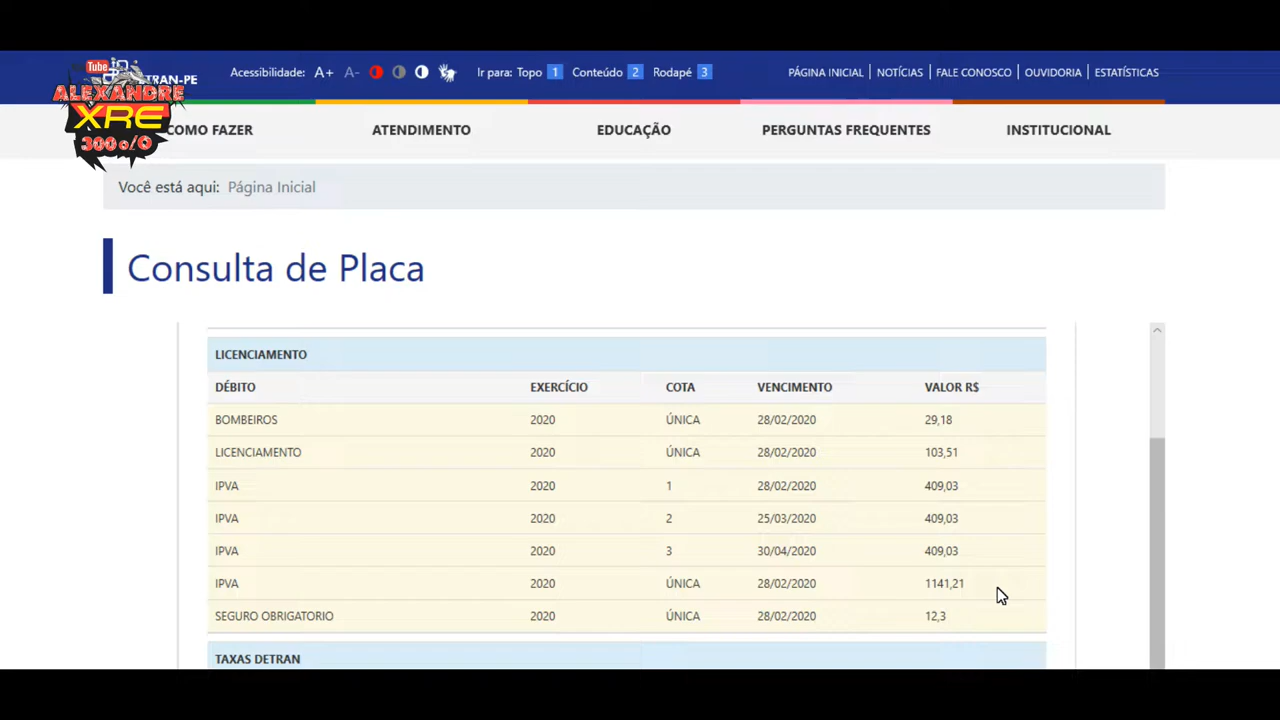 Tube
ALEXANDRE
XRE
300 o/O
TRAN-PE
Acessibilidade: A+ A- Ir para: Topo 1 Conteúdo 2 Rodapé 3
PÁGINA INICIAL NOTÍCIAS FALE CONOSCO OUVIDORIA ESTATÍSTICAS
COMO FAZER ATENDIMENTO EDUCAÇÃO PERGUNTAS FREQUENTES INSTITUCIONAL
Você está aqui: Página Inicial
Consulta de Placa
LICENCIAMENTO
DÉBITO EXERCÍCIO COTA VENCIMENTO VALOR R$
BOMBEIROS 2020 ÚNICA 28/02/2020 29,18
LICENCIAMENTO 2020 ÚNICA 28/02/2020 103,51
IPVA 2020 1 28/02/2020 409,03
IPVA 2020 2 25/03/2020 409,03
IPVA 2020 3 30/04/2020 409,03
IPVA 2020 ÚNICA 28/02/2020 1141,21
SEGURO OBRIGATORIO 2020 ÚNICA 28/02/2020 12,3
TAXAS DETRAN